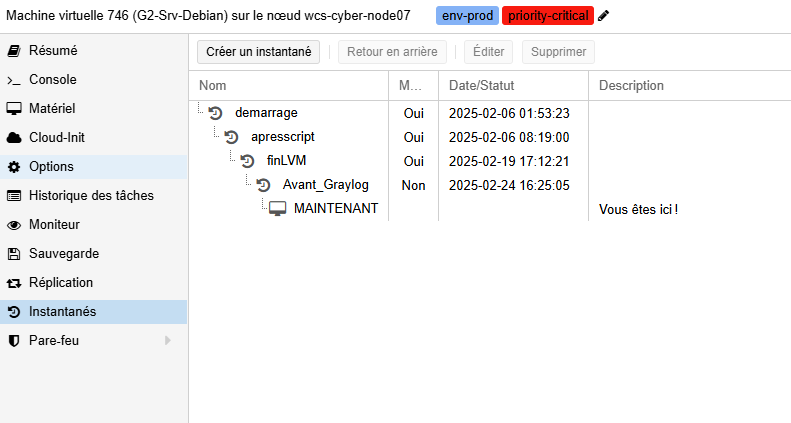 Machine virtuelle 746 (G2-Srv-Debian) sur le nœud wcs-cyber-node07 env-prod priority-critical
Résumé
Console
Matériel
Cloud-Init
Options
Historique des tâches
Moniteur
Sauvegarde
Réplication
Instantanés
Pare-feu
Créer un instantané Retour en arrière Éditer Supprimer
Nom M... Date/Statut Description
demarrage Oui 2025-02-06 01:53:23
apresscript Oui 2025-02-06 08:19:00
finLVM Oui 2025-02-19 17:12:21
Avant_Graylog Non 2025-02-24 16:25:05
MAINTENANT Vous êtes ici !